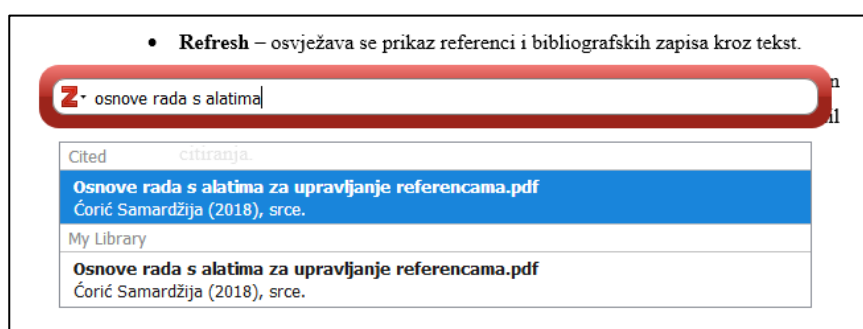 • Refresh – osvježava se prikaz referenci i bibliografskih zapisa kroz tekst.
Z osnove rada s alatima
Cited
citiranja.
Osnove rada s alatima za upravljanje referencama.pdf
Ćorić Samardžija (2018), srce.
My Library
Osnove rada s alatima za upravljanje referencama.pdf
Ćorić Samardžija (2018), srce.